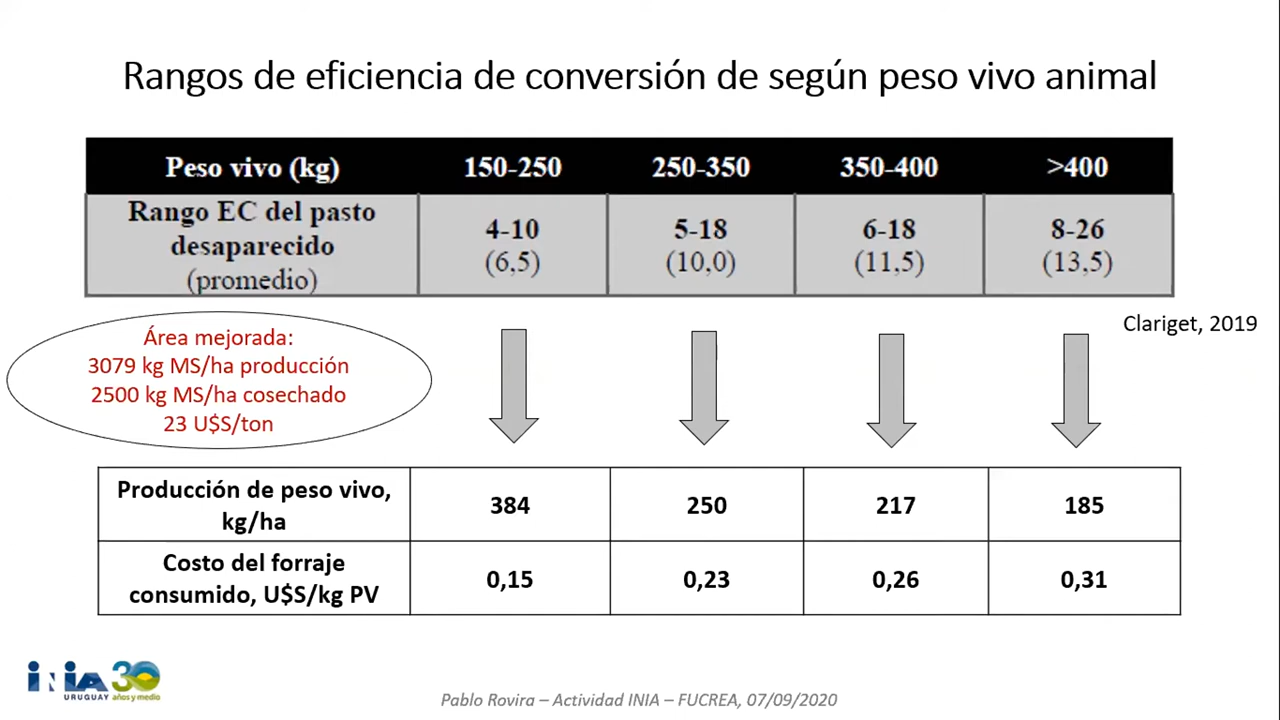 Rangos de eficiencia de conversión de según peso vivo animal
Peso vivo (kg) 150-250 250-350 350-400 >400
Rango EC del pasto
desaparecido
(promedio)
4-10 5-18 6-18 8-26
(6,5) (10,0) (11,5) (13,5)
Clariget, 2019
Área mejorada:
3079 kg MS/ha producción
2500 kg MS/ha cosechado
23 U$S/ton
Producción de peso vivo,
kg/ha
384 250 217 185
Costo del forraje
consumido, U$S/kg PV
0,15 0,23 0,26 0,31
INIA 30
URUGUAY años y medio
Pablo Rovira – Actividad INIA – FUCREA, 07/09/2020